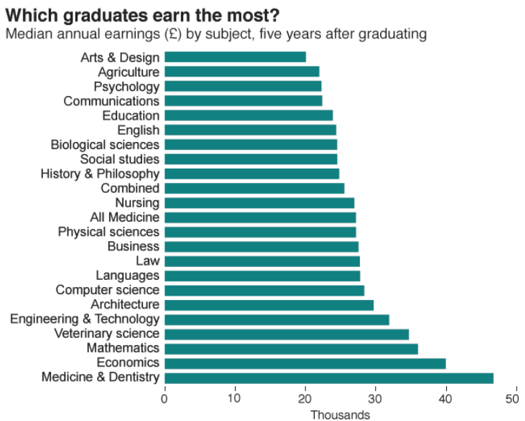 Which graduates earn the most?
Median annual earnings (£) by subject, five years after graduating
Arts & Design
Agriculture
Psychology
Communications
Education
English
Biological sciences
Social studies
History & Philosophy
Combined
Nursing
All Medicine
Physical sciences
Business
Law
Languages
Computer science
Architecture
Engineering & Technology
Veterinary science
Mathematics
Economics
Medicine & Dentistry
0 10 20 30 40 50
Thousands